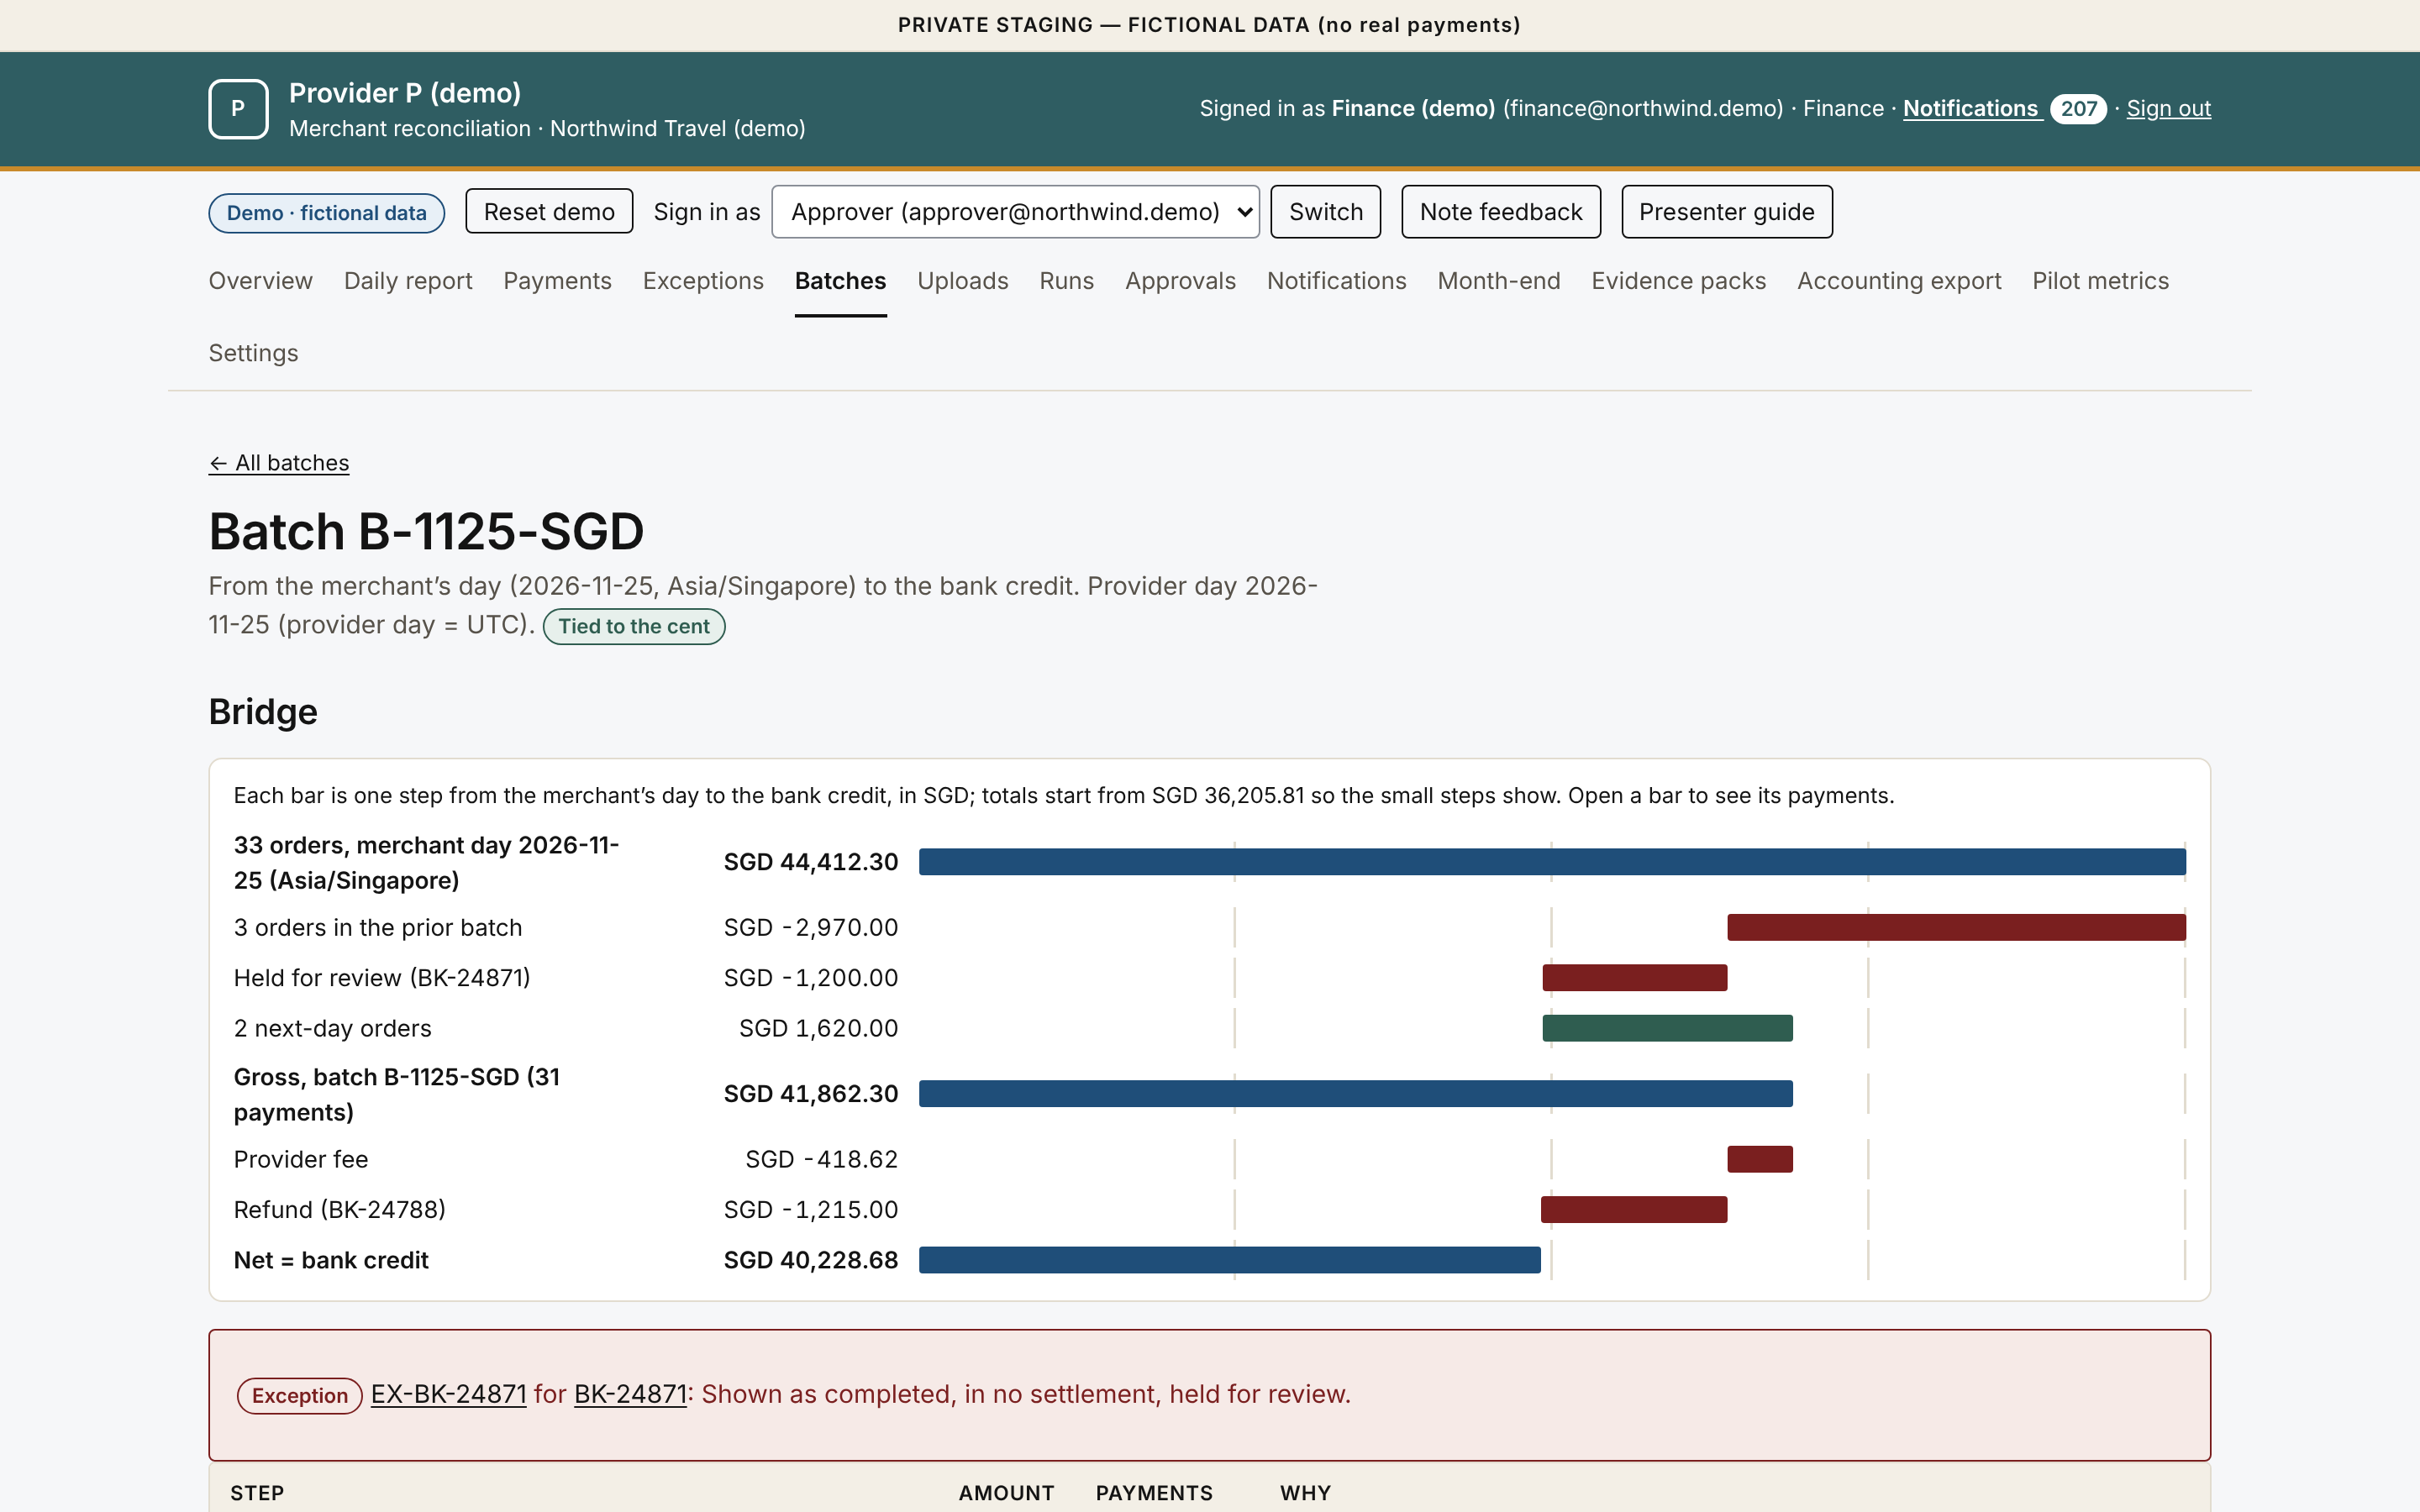 PRIVATE STAGING — FICTIONAL DATA (no real payments)
P
Provider P (demo)
Merchant reconciliation · Northwind Travel (demo)
Signed in as Finance (demo) (finance@northwind.demo) · Finance · Notifications 207 · Sign out
Demo · fictional data
Reset demo
Sign in as
Approver (approver@northwind.demo)
Switch
Note feedback
Presenter guide
Overview
Daily report
Payments
Exceptions
Batches
Uploads
Runs
Approvals
Notifications
Month-end
Evidence packs
Accounting export
Pilot metrics
Settings
← All batches
Batch B-1125-SGD
From the merchant’s day (2026-11-25, Asia/Singapore) to the bank credit. Provider day 2026-
11-25 (provider day = UTC). Tied to the cent
Bridge
Each bar is one step from the merchant’s day to the bank credit, in SGD; totals start from SGD 36,205.81 so the small steps show. Open a bar to see its payments.
33 orders, merchant day 2026-11-
25 (Asia/Singapore)
SGD 44,412.30
3 orders in the prior batch
SGD -2,970.00
Held for review (BK-24871)
SGD -1,200.00
2 next-day orders
SGD 1,620.00
Gross, batch B-1125-SGD (31
payments)
SGD 41,862.30
Provider fee
SGD -418.62
Refund (BK-24788)
SGD -1,215.00
Net = bank credit
SGD 40,228.68
Exception EX-BK-24871 for BK-24871: Shown as completed, in no settlement, held for review.
STEP
AMOUNT
PAYMENTS
WHY